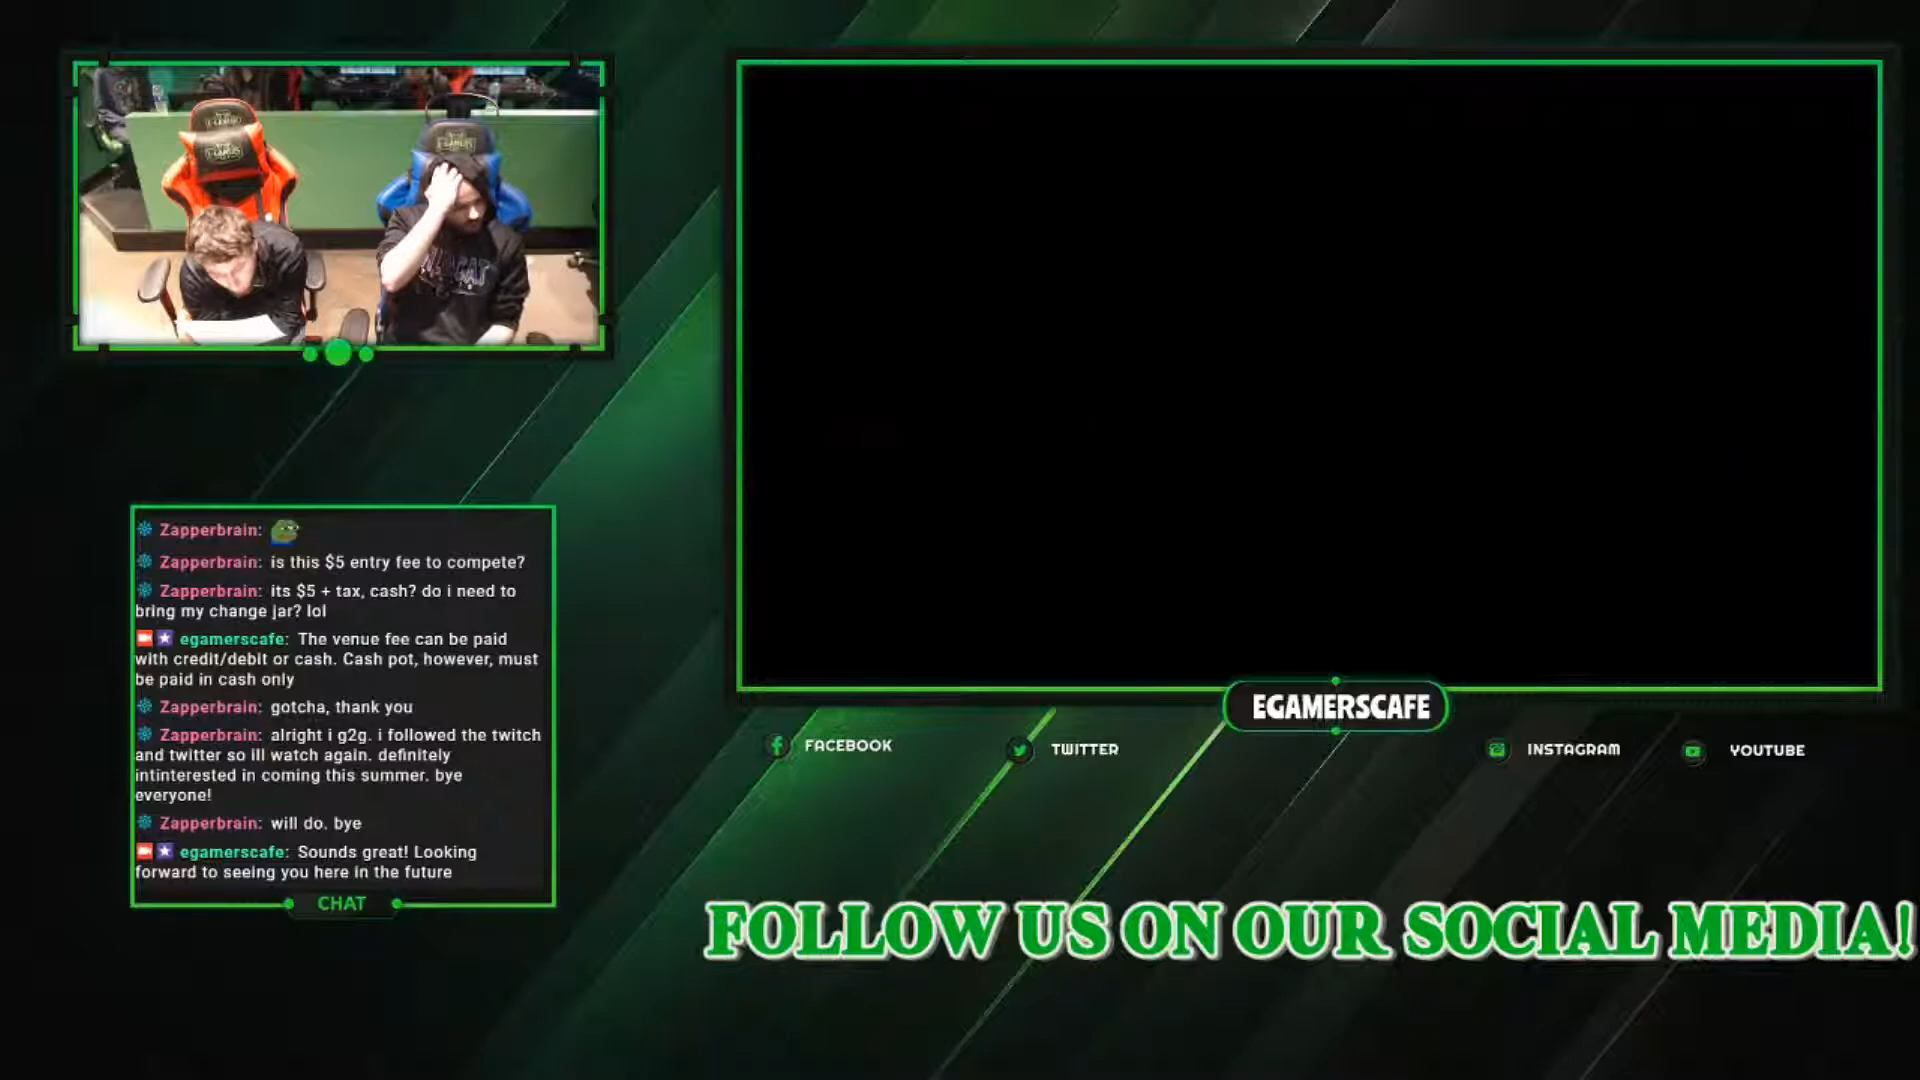 Zapperbrain:
Zapperbrain: is this $5 entry fee to compete?
Zapperbrain: its $5 + tax, cash? do i need to
bring my change jar? lol
egamerscafe: The venue fee can be paid
with credit/debit or cash. Cash pot, however, must
be paid in cash only
Zapperbrain: gotcha, thank you
Zapperbrain: alright i g2g. i followed the twitch
and twitter so ill watch again. definitely
intinterested in coming this summer. bye
everyone!
Zapperbrain: will do. bye
egamerscafe: Sounds great! Looking
forward to seeing you here in the future
CHAT
EGAMERSCAFE
FACEBOOK
TWITTER
INSTAGRAM
YOUTUBE
FOLLOW US ON OUR SOCIAL MEDIA!